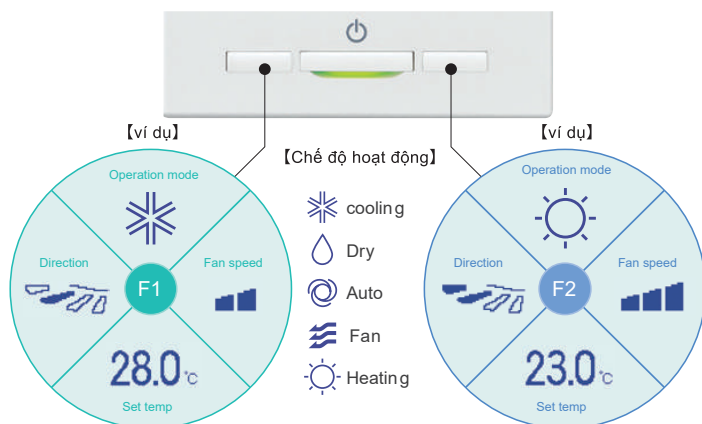 【ví dụ】
【ví dụ】
【Chế độ hoạt động】
Operation mode
Direction
Fan speed
F1
28.0°C
Set temp
cooling
Dry
Auto
Fan
Heating
Operation mode
Direction
Fan speed
F2
23.0°C
Set temp